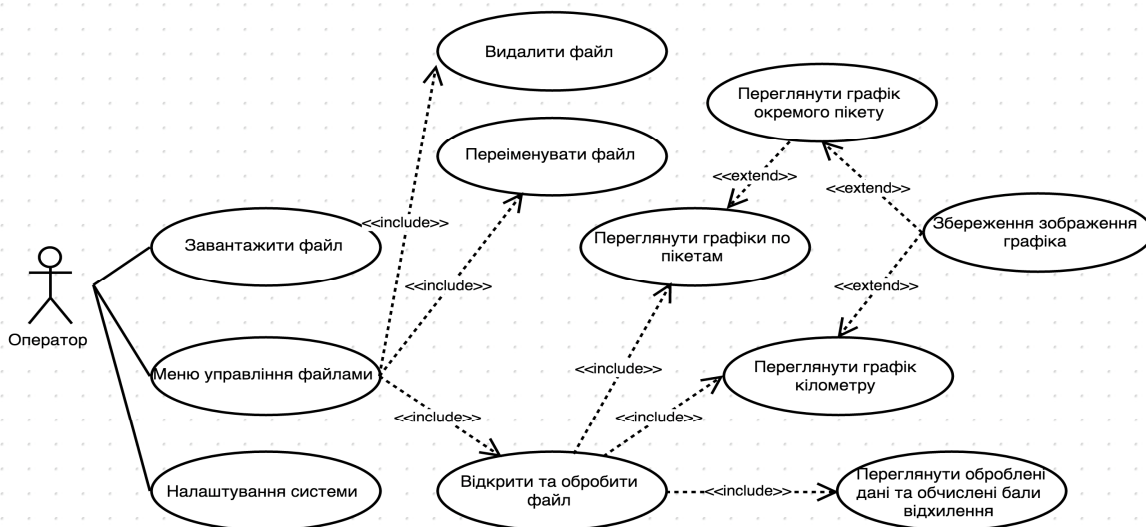 Видалити файл
Переглянути графік
окремого пікету
Переіменувати файл
<<extend>>
<<extend>>
<<include>>
Завантажити файл
Переглянути графіки по
пікетам
Збереження зображення
графіка
<<include>>
<<extend>>
Оператор
Меню управління файлами
<<include>>
Переглянути графік
кілометру
<<include>>
<<include>>
Налаштування системи
Відкрити та обробити
файл
<<include>>
Переглянути оброблені
дані та обчислені бали
відхилення